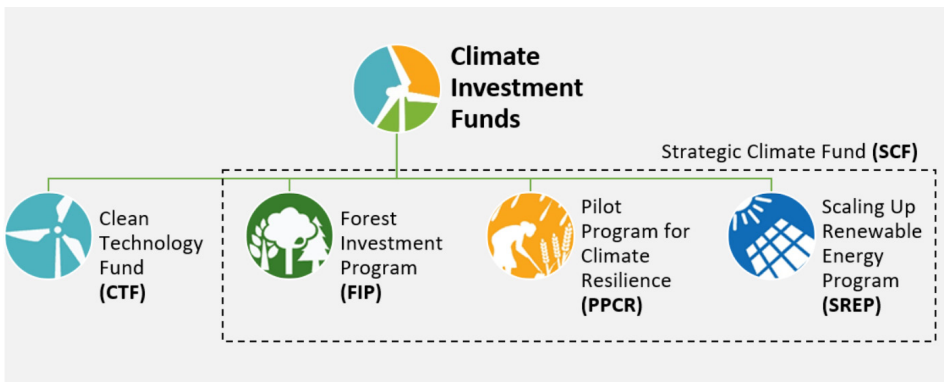 Climate
Investment
Funds
Strategic Climate Fund (SCF)
Clean
Technology
Fund
(CTF)
Forest
Investment
Program
(FIP)
Pilot
Program for
Climate
Resilience
(PPCR)
Scaling Up
Renewable
Energy
Program
(SREP)